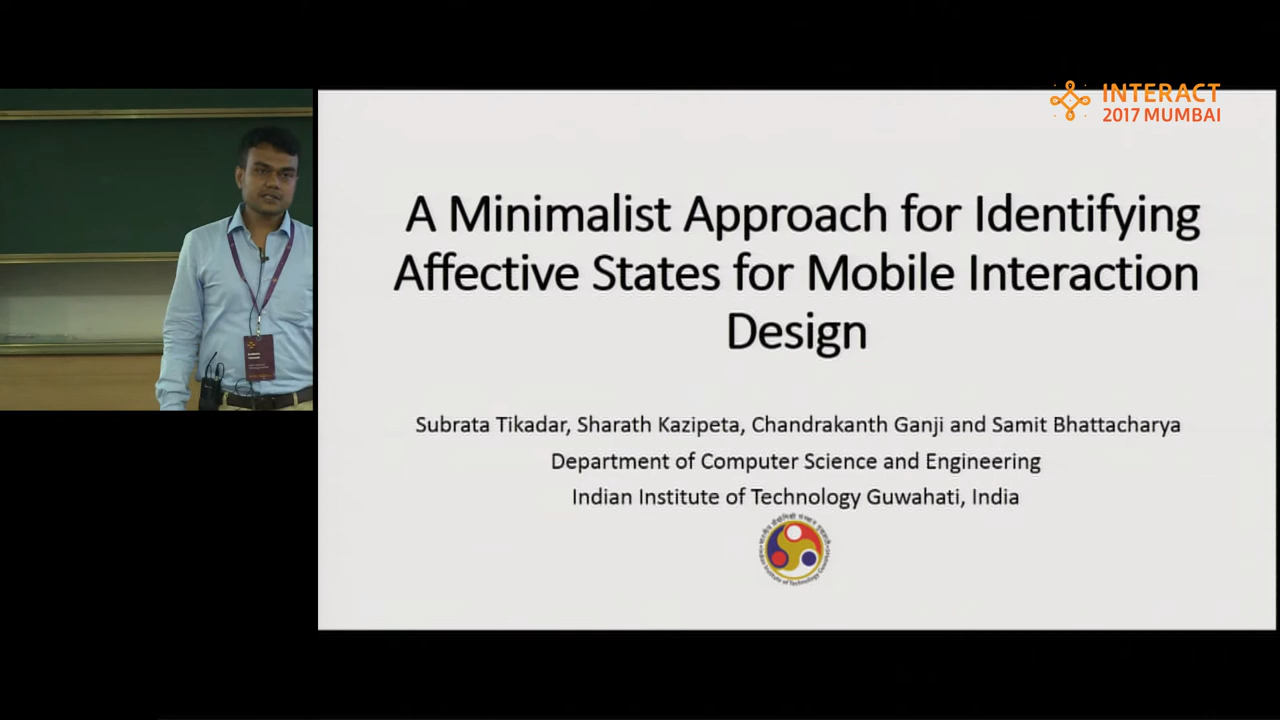 INTERACT
2017 MUMBAI
A Minimalist Approach for Identifying
Affective States for Mobile Interaction
Design
Subrata Tikadar, Sharath Kazipeta, Chandrakanth Ganji and Samit Bhattacharya
Department of Computer Science and Engineering
Indian Institute of Technology Guwahati, India